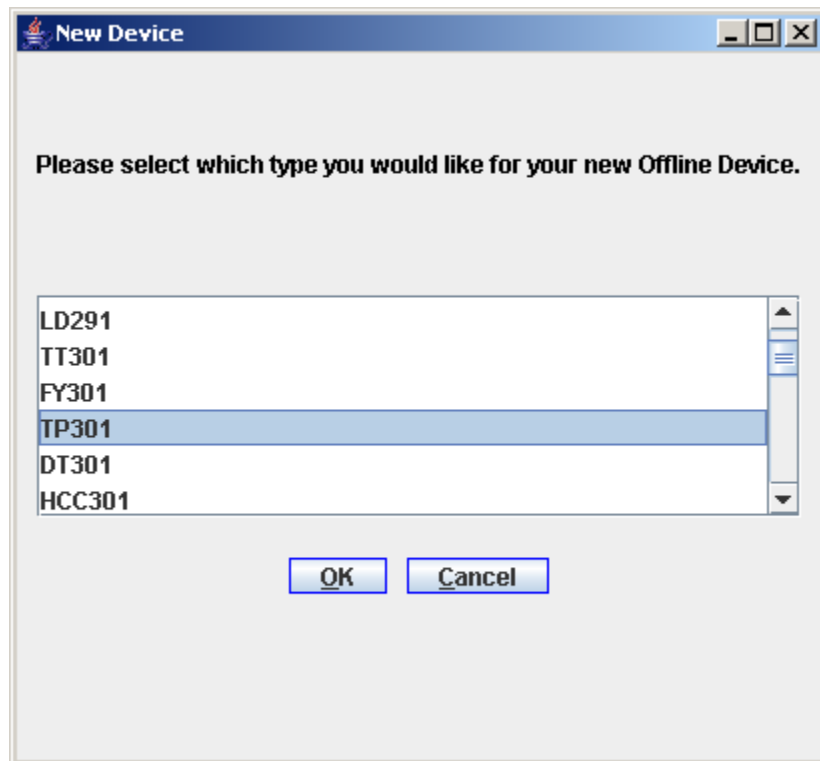 New Device
Please select which type you would like for your new Offline Device.
LD291
TT301
FY301
TP301
DT301
HCC301
OK Cancel